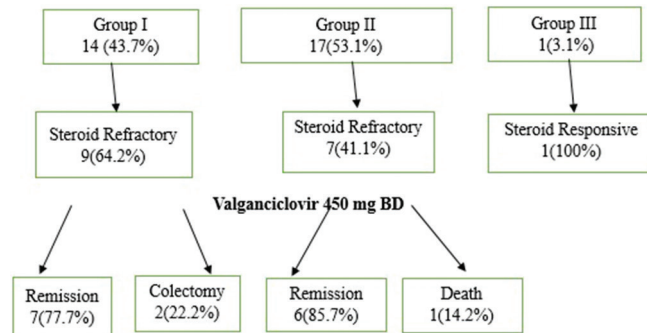 Group I
14 (43.7%)
Group II
17(53.1%)
Group III
1(3.1%)
Steroid Refractory
9(64.2%)
Steroid Refractory
7(41.1%)
Steroid Responsive
1(100%)
Valganciclovir 450 mg BD
Remission
7(77.7%)
Colectomy
2(22.2%)
Remission
6(85.7%)
Death
1(14.2%)